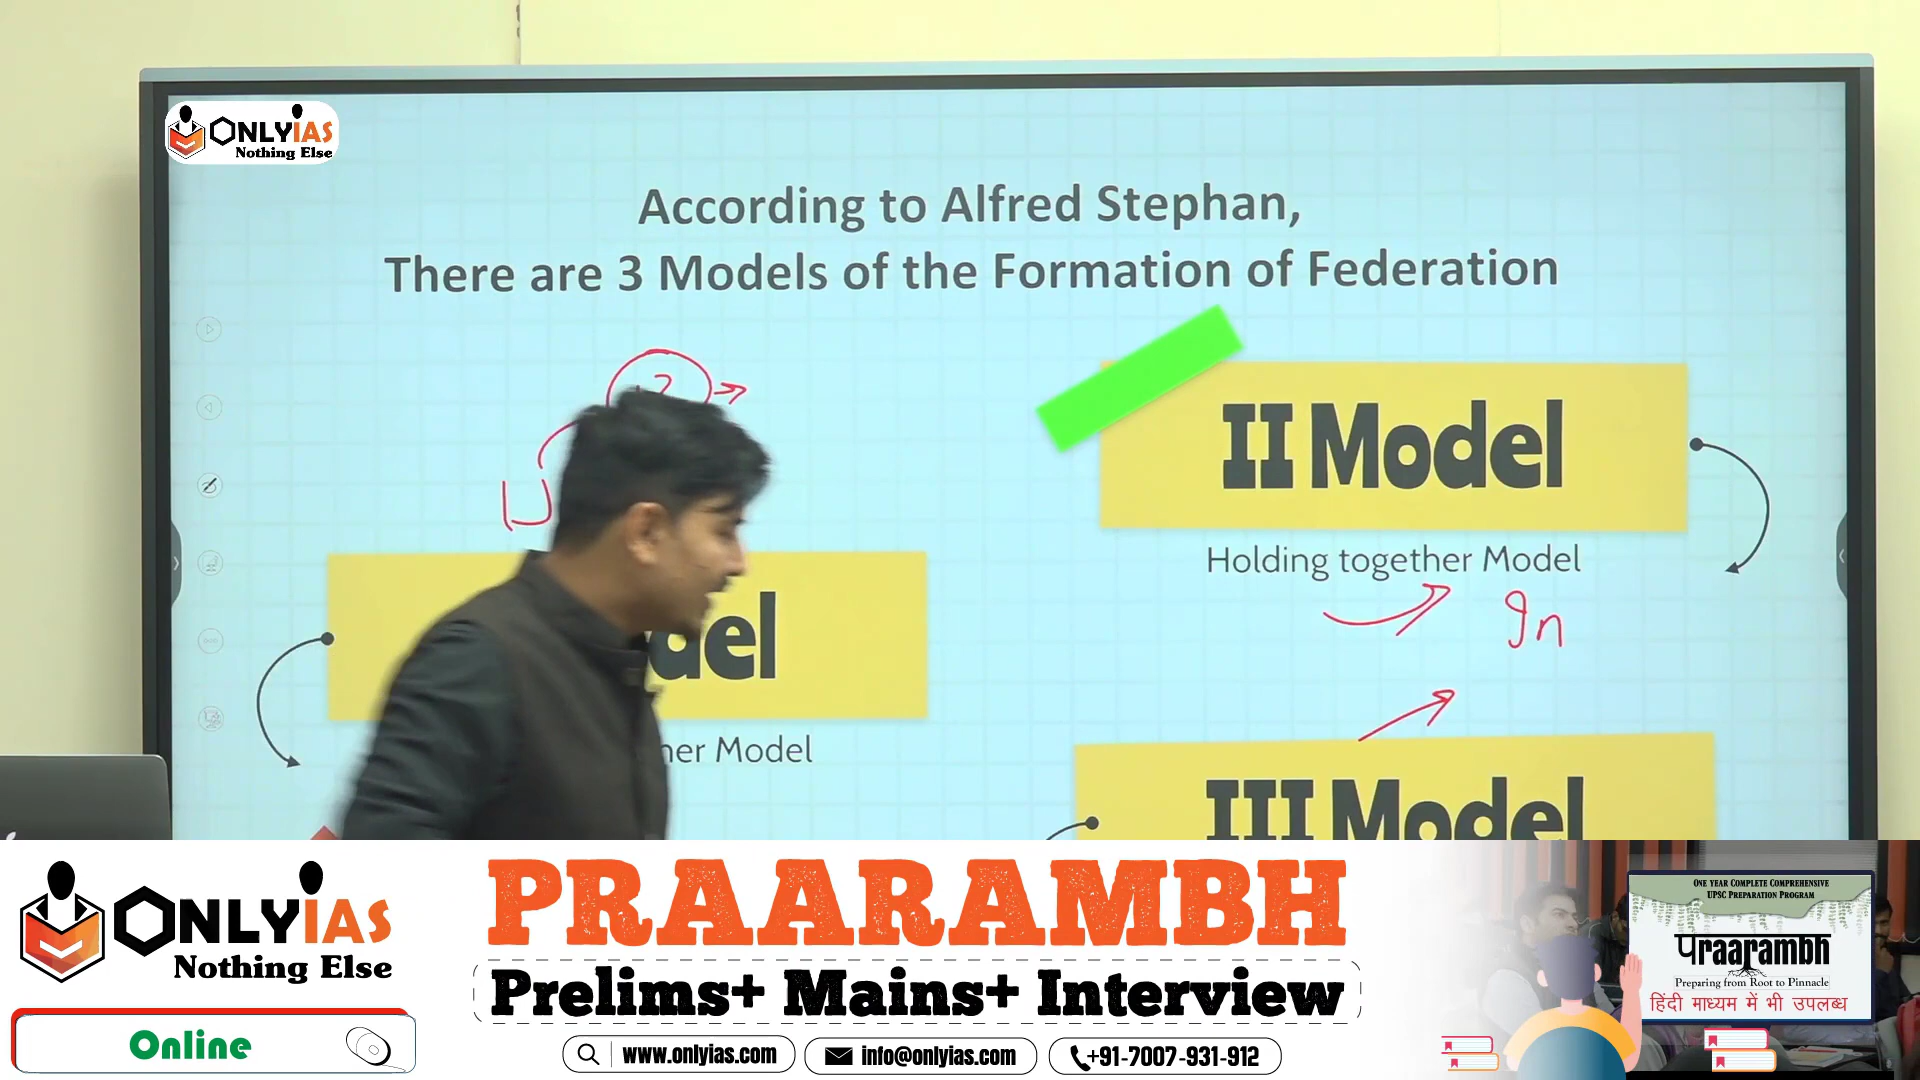 ONLYIAS
Nothing Else
According to Alfred Stephan,
There are 3 Models of the Formation of Federation
II Model
Holding together Model
In
Model
III Model
ONLYIAS
Nothing Else
Online
PRAARAMBH
Prelims+ Mains+ Interview
www.onlyias.com
info@onlyias.com
+91-7007-931-912
ONE YEAR COMPLETE COMPREHENSIVE
UPSC PREPARATION PROGRAM
पraarambh
Preparing from Root to Pinnacle
हिंदी माध्यम में भी उपलब्ध